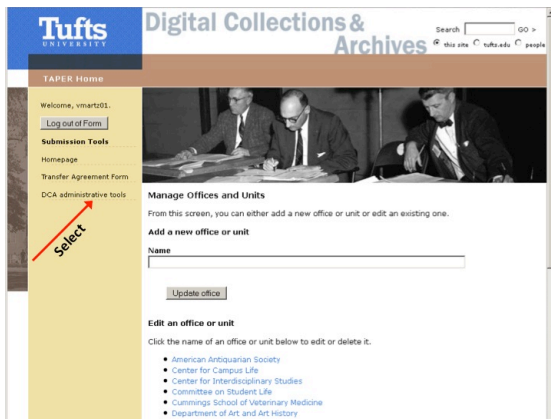 Tufts
UNIVERSITY
Digital Collections &
Archives
Search GO »
this site tufts.edu people
TAPER Home
Welcome, vmartz01.
Log out of Form
Submission Tools
Homepage
Transfer Agreement Form
DCA administrative tools
Select
Manage Offices and Units
From this screen, you can either add a new office or unit or edit an existing one.
Add a new office or unit
Name
Update office
Edit an office or unit
Click the name of an office or unit below to edit or delete it.
American Antiquarian Society
Center for Campus Life
Center for Interdisciplinary Studies
Committee on Student Life
Cummings School of Veterinary Medicine
Department of Art and Art History